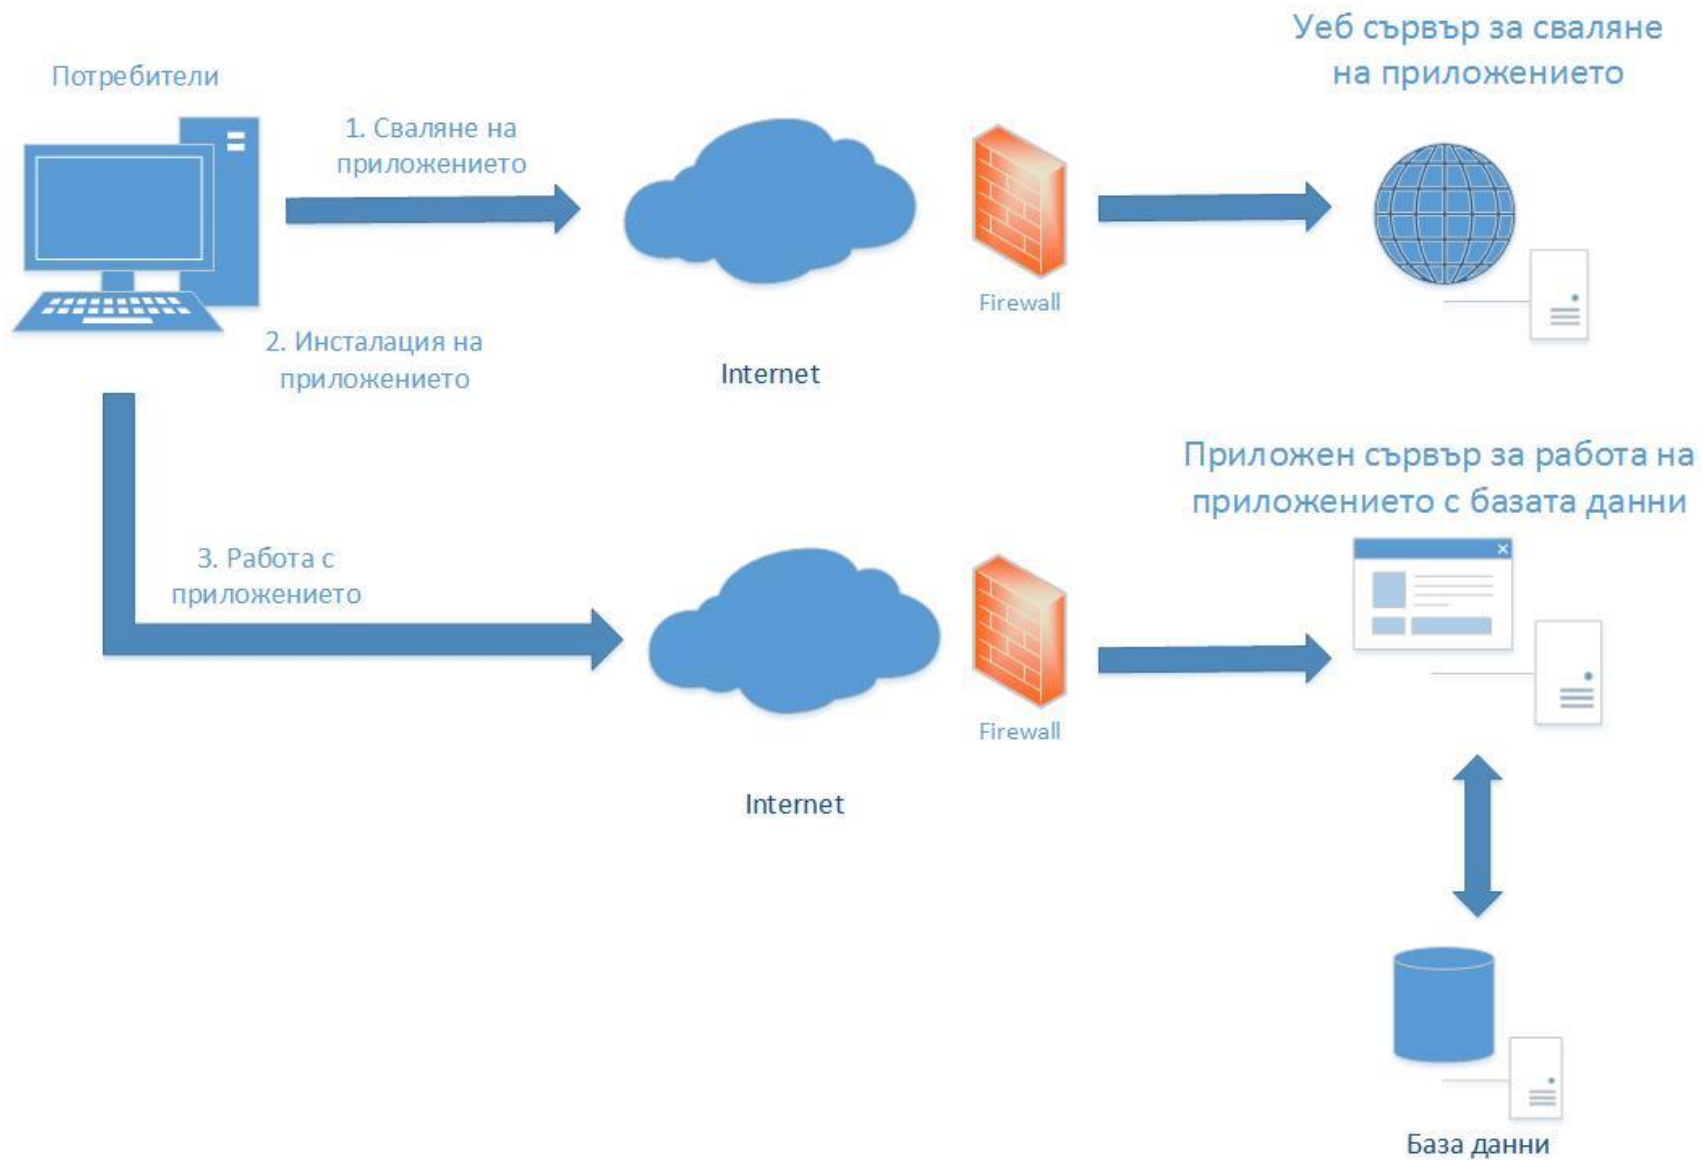 Уеб сървър за сваляне
на приложението
Потребители
1. Сваляне на
приложението
Firewall
2. Инсталация на
приложението
Internet
Приложен сървър за работа на
приложението с базата данни
3. Работа с
приложението
Firewall
Internet
База данни